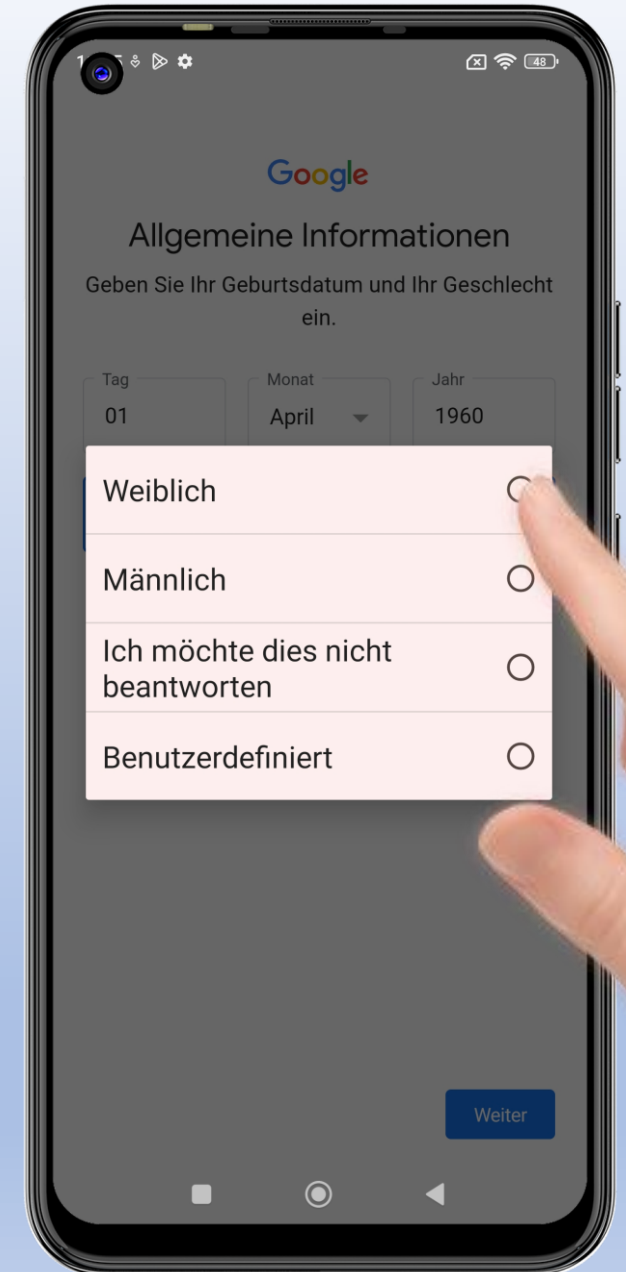 48
Google
Allgemeine Informationen
Geben Sie Ihr Geburtsdatum und Ihr Geschlecht
ein.
Tag Monat Jahr
01 April 1960
Weiblich
Männlich
Ich möchte dies nicht
beantworten
Benutzerdefiniert
Weiter